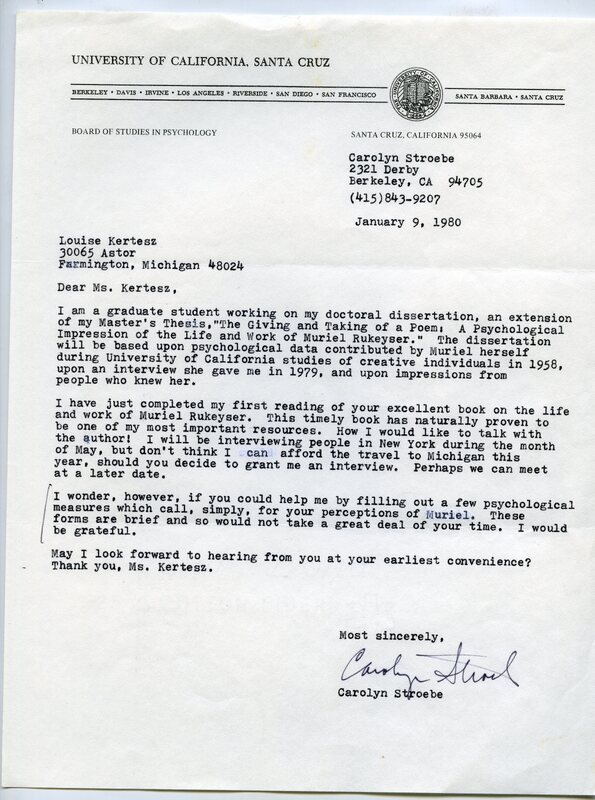 UNIVERSITY OF CALIFORNIA, SANTA CRUZ
BERKELEY • DAVIS • IRVINE • LOS ANGELES • RIVERSIDE • SAN DIEGO • SAN FRANCISCO
SANTA BARBARA • SANTA CRUZ
BOARD OF STUDIES IN PSYCHOLOGY
SANTA CRUZ, CALIFORNIA 95064
Carolyn Stroebe
2321 Derby
Berkeley, CA 94705
(415)843-9207
January 9, 1980
Louise Kertesz
30065 Astor
Farmington, Michigan 48024
Dear Ms. Kertesz,
I am a graduate student working on my doctoral dissertation, an extension
of my Master's Thesis,"The Giving and Taking of a Poem: A Psychological
Impression of the Life and Work of Muriel Rukeyser." The dissertation
will be based upon psychological data contributed by Muriel herself
during University of California studies of creative individuals in 1958,
upon an interview she gave me in 1979, and upon impressions from
people who knew her.
I have just completed my first reading of your excellent book on the life
and work of Muriel Rukeyser. This timely book has naturally proven to
be one of my most important resources. How I would like to talk with
the author! I will be interviewing people in New York during the month
of May, but don't think I can afford the travel to Michigan this
year, should you decide to grant me an interview. Perhaps we can meet
at a later date.
I wonder, however, if you could help me by filling out a few psychological
measures which call, simply, for your perceptions of Muriel. These
forms are brief and so would not take a great deal of your time. I would
be grateful.
May I look forward to hearing from you at your earliest convenience?
Thank you, Ms. Kertesz.
Most sincerely,
Carolyn Stroebe
Carolyn Stroebe